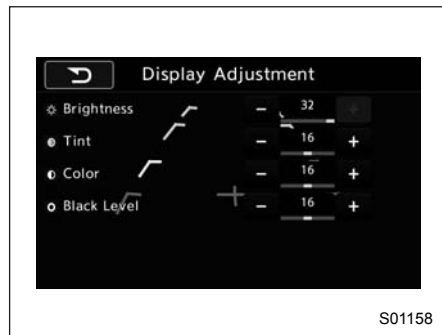 Display Adjustment
Brightness - 32 +
Tint - 16 +
Color - 16 +
Black Level - 16 +
S01158